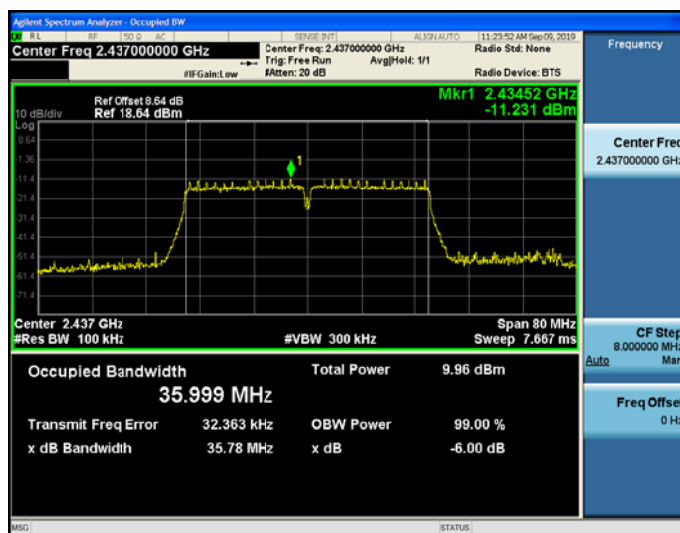 Agilent Spectrum Analyzer - Occupied BW
RL RF 50 Ω AC SENSE:INT ALIGN AUTO 11:23:52 AM Sep 09, 2019
Center Freq 2.437000000 GHz
Center Freq: 2.437000000 GHz
Radio Std: None
Trig: Free Run Avg|Hold: 1/1
#IFGain:Low
#Atten: 20 dB
Radio Device: BTS
Frequency
Ref Offset 8.64 dB
Ref 18.64 dBm
Mkr1 2.43452 GHz
-11.231 dBm
10 dB/div
Log
8.64
-1.36
-11.4
-21.4
-31.4
-41.4
-51.4
-61.4
-71.4
1
Center 2.437 GHz
Span 80 MHz
#Res BW 100 kHz
#VBW 300 kHz
Sweep 7.667 ms
Center Freq
2.437000000 GHz
CF Step
8.000000 MHz
Auto Man
Freq Offset
0 Hz
Occupied Bandwidth
35.999 MHz
Total Power 9.96 dBm
Transmit Freq Error 32.363 kHz
OBW Power 99.00 %
x dB Bandwidth 35.78 MHz
x dB -6.00 dB
MSG
STATUS